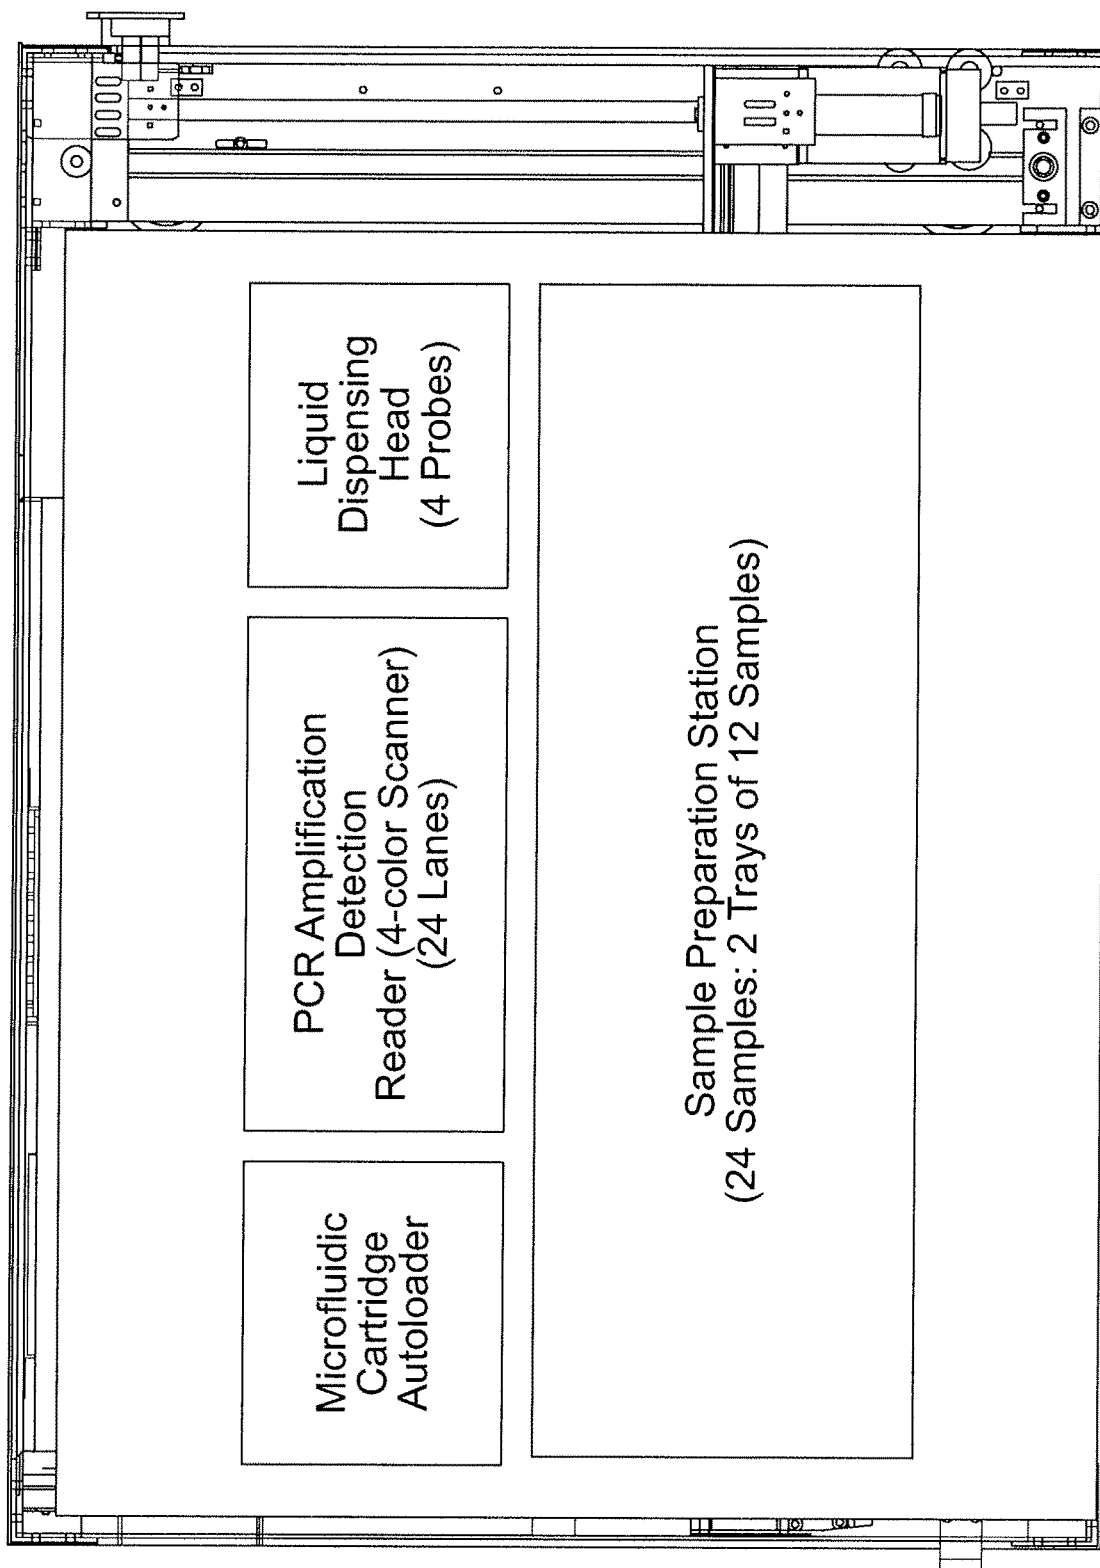 Microfluidic
Cartridge
Autoloader
PCR Amplification
Detection
Reader (4-color Scanner)
(24 Lanes)
Liquid
Dispensing
Head
(4 Probes)
Sample Preparation Station
(24 Samples: 2 Trays of 12 Samples)